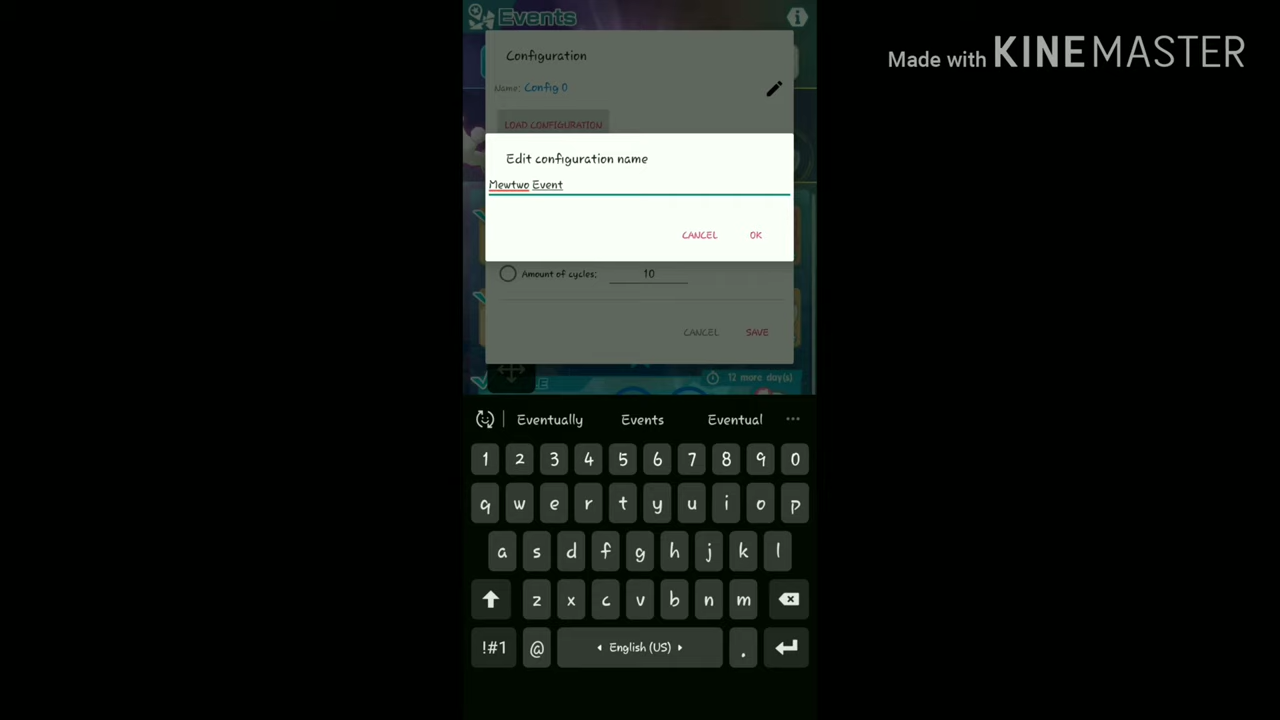 Events
Made with KINEMASTER
Configuration
Name: Config 0
LOAD CONFIGURATION
Edit configuration name
Mewtwo Event
CANCEL OK
Amount of cycles: 10
CANCEL SAVE
12 more day(s)
Eventually Events Eventual ...
1 2 3 4 5 6 7 8 9 0
q w e r t y u i o p
a s d f g h j k l
z x c v b n m
!#1 @ English (US) .